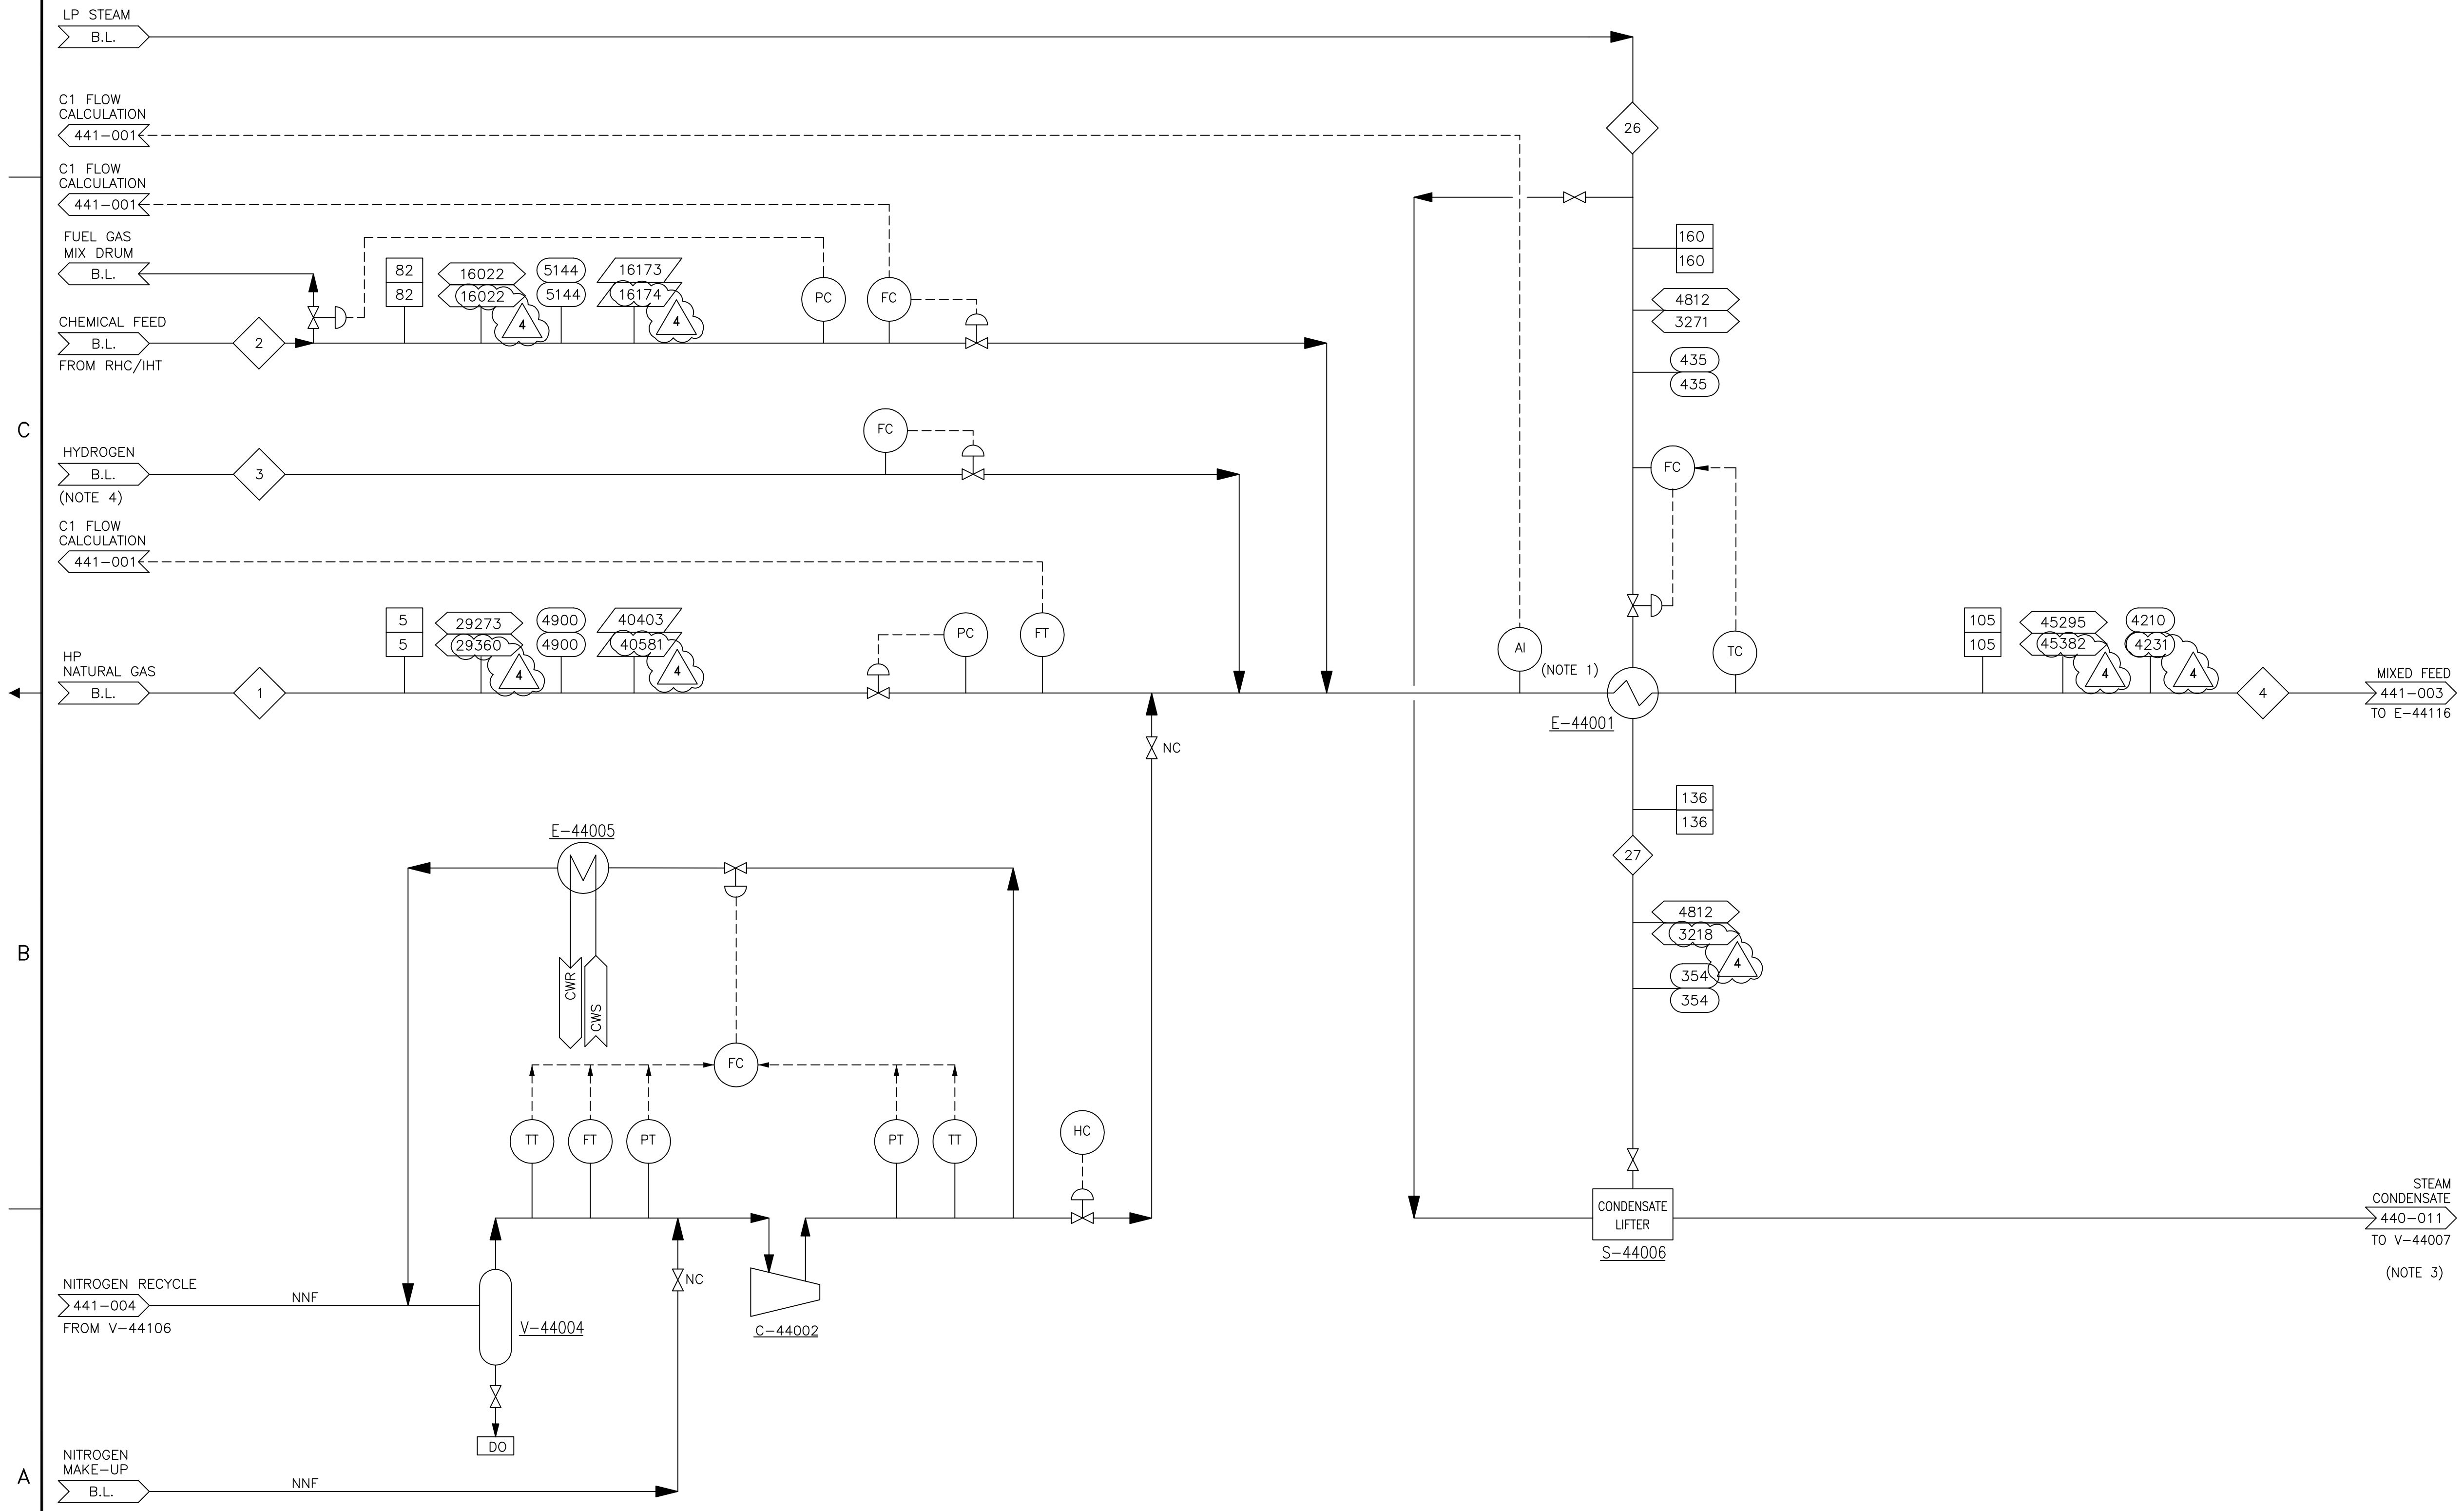 LP STEAM
B.L.
C1 FLOW
CALCULATION
441-001
26
C1 FLOW
CALCULATION
441-001
FUEL GAS
MIX DRUM
B.L.
82
82
16022
16022
4
5144
5144
16173
16174
4
PC
FC
160
160
4812
3271
435
435
CHEMICAL FEED
B.L.
FROM RHC/IHT
2
C
HYDROGEN
B.L.
(NOTE 4)
3
FC
FC
C1 FLOW
CALCULATION
441-001
HP
NATURAL GAS
B.L.
1
5
5
29273
29360
4
4900
4900
40403
40581
4
PC
FT
AI
(NOTE 1)
TC
E-44001
105
105
45295
45382
4
4210
4231
4
4
MIXED FEED
441-003
TO E-44116
NC
136
136
27
E-44005
CWR
CWS
B
4812
3218
4
354
354
FC
TT
FT
PT
PT
TT
HC
CONDENSATE
LIFTER
S-44006
STEAM
CONDENSATE
440-011
TO V-44007
(NOTE 3)
NITROGEN RECYCLE
441-004
FROM V-44106
NNF
V-44004
NC
C-44002
DO
A
NITROGEN
MAKE-UP
B.L.
NNF